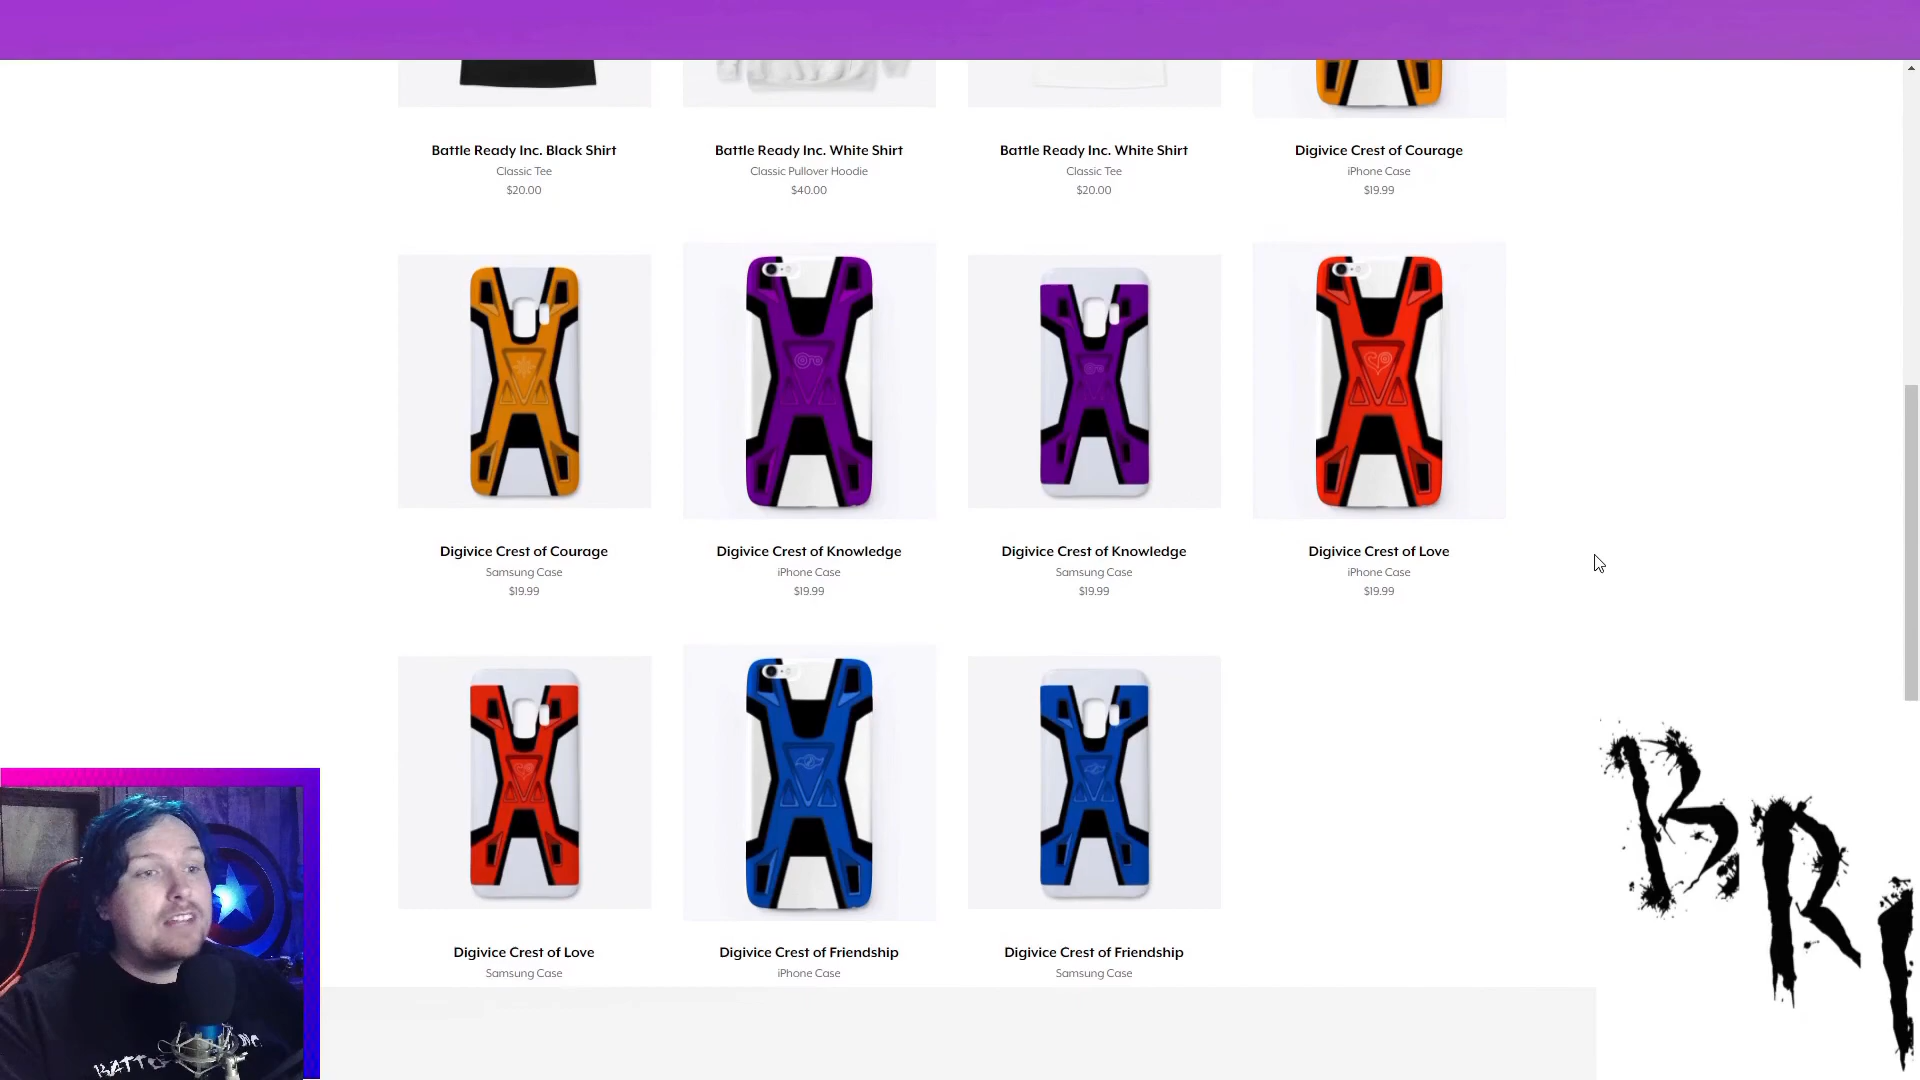 Battle Ready Inc. Black Shirt
Classic Tee
$20.00
Battle Ready Inc. White Shirt
Classic Pullover Hoodie
$40.00
Battle Ready Inc. White Shirt
Classic Tee
$20.00
Digivice Crest of Courage
iPhone Case
$19.99
Digivice Crest of Courage
Samsung Case
$19.99
Digivice Crest of Knowledge
iPhone Case
$19.99
Digivice Crest of Knowledge
Samsung Case
$19.99
Digivice Crest of Love
iPhone Case
$19.99
Digivice Crest of Love
Samsung Case
Digivice Crest of Friendship
iPhone Case
Digivice Crest of Friendship
Samsung Case
BR